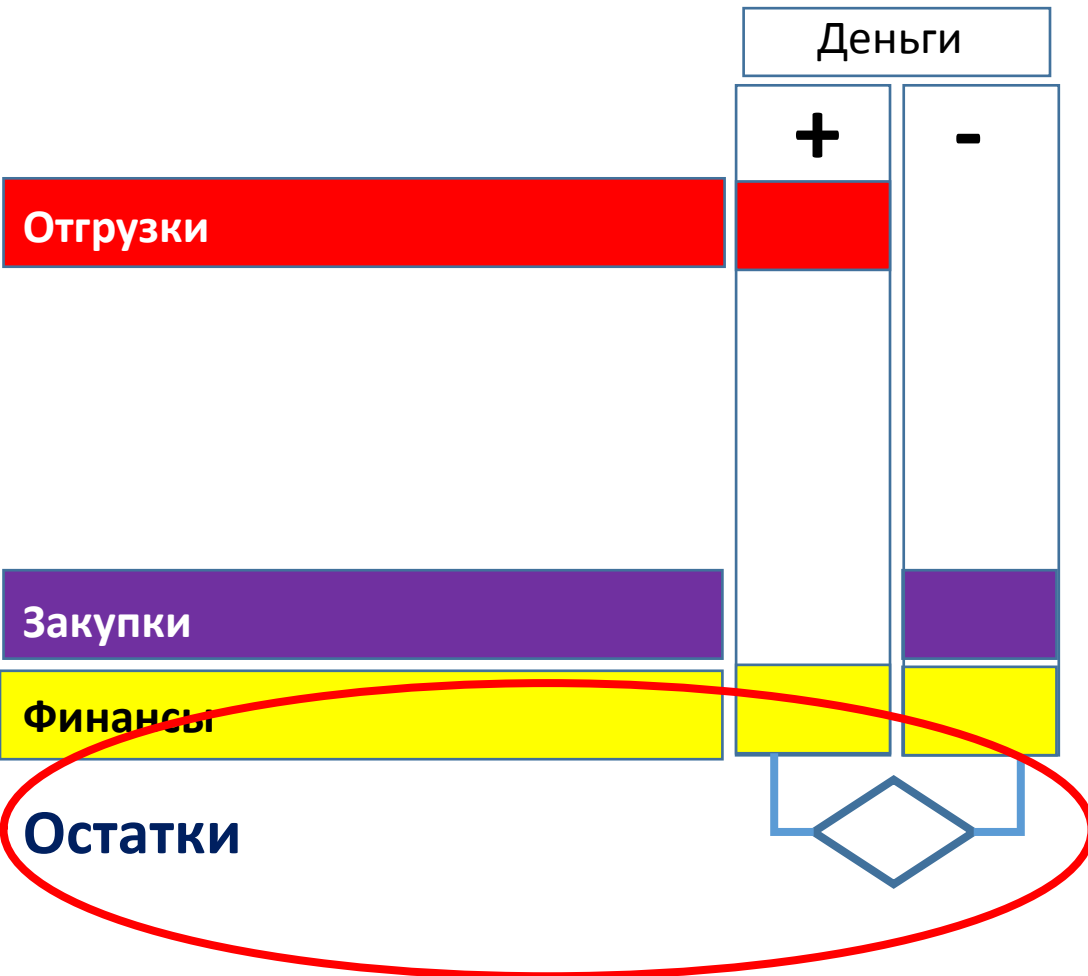 Деньги
+ -
Отгрузки
Закупки
Финансы
Остатки